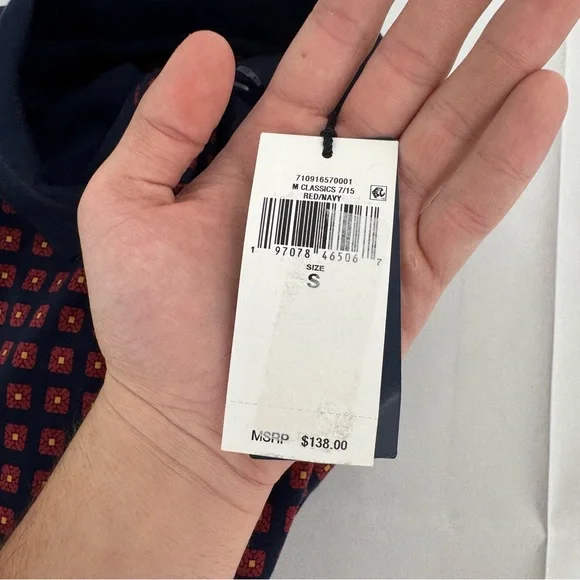 710916570001
M CLASSICS 7/15
RED/NAVY
1 97078 46506 7
SIZE
S
MSRP $138.00